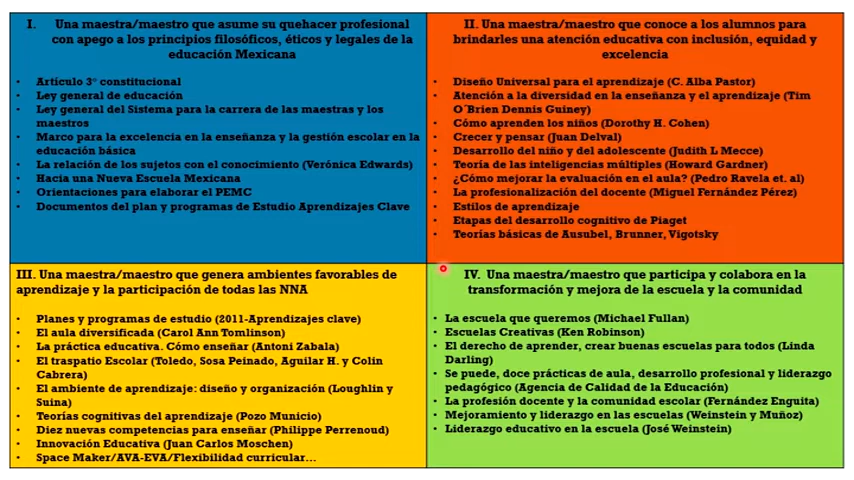 I. Una maestra/maestro que asume su quehacer profesional
con apego a los principios filosóficos, éticos y legales de la
educación Mexicana
• Artículo 3° constitucional
• Ley general de educación
• Ley general del Sistema para la carrera de las maestras y los
maestros
• Marco para la excelencia en la enseñanza y la gestión escolar en la
educación básica
• La relación de los sujetos con el conocimiento (Verónica Edwards)
• Hacia una Nueva Escuela Mexicana
• Orientaciones para elaborar el PEMC
• Documentos del plan y programas de Estudio Aprendizajes Clave
II. Una maestra/maestro que conoce a los alumnos para
brindarles una atención educativa con inclusión, equidad y
excelencia
• Diseño Universal para el aprendizaje (C. Alba Pastor)
• Atención a la diversidad en la enseñanza y el aprendizaje (Tim
O´Brien Dennis Guiney)
• Cómo aprenden los niños (Dorothy H. Cohen)
• Crecer y pensar (Juan Delval)
• Desarrollo del niño y del adolescente (Judith L Mecce)
• Teoría de las inteligencias múltiples (Howard Gardner)
• ¿Cómo mejorar la evaluación en el aula? (Pedro Ravela et. al)
• La profesionalización del docente (Miguel Fernández Pérez)
• Estilos de aprendizaje
• Etapas del desarrollo cognitivo de Piaget
• Teorías básicas de Ausubel, Brunner, Vigotsky
III. Una maestra/maestro que genera ambientes favorables de
aprendizaje y la participación de todas las NNA
• Planes y programas de estudio (2011-Aprendizajes clave)
• El aula diversificada (Carol Ann Tomlinson)
• La práctica educativa. Cómo enseñar (Antoni Zabala)
• El traspatio Escolar (Toledo, Sosa Peinado, Aguilar H. y Colin
Cabrera)
• El ambiente de aprendizaje: diseño y organización (Loughlin y
Suina)
• Teorías cognitivas del aprendizaje (Pozo Municio)
• Diez nuevas competencias para enseñar (Philippe Perrenoud)
• Innovación Educativa (Juan Carlos Moschen)
• Space Maker/AVA-EVA/Flexibilidad curricular...
IV. Una maestra/maestro que participa y colabora en la
transformación y mejora de la escuela y la comunidad
• La escuela que queremos (Michael Fullan)
• Escuelas Creativas (Ken Robinson)
• El derecho de aprender, crear buenas escuelas para todos (Linda
Darling)
• Se puede, doce prácticas de aula, desarrollo profesional y liderazgo
pedagógico (Agencia de Calidad de la Educación)
• La profesión docente y la comunidad escolar (Fernández Enguita)
• Mejoramiento y liderazgo en las escuelas (Weinstein y Muñoz)
• Liderazgo educativo en la escuela (José Weinstein)